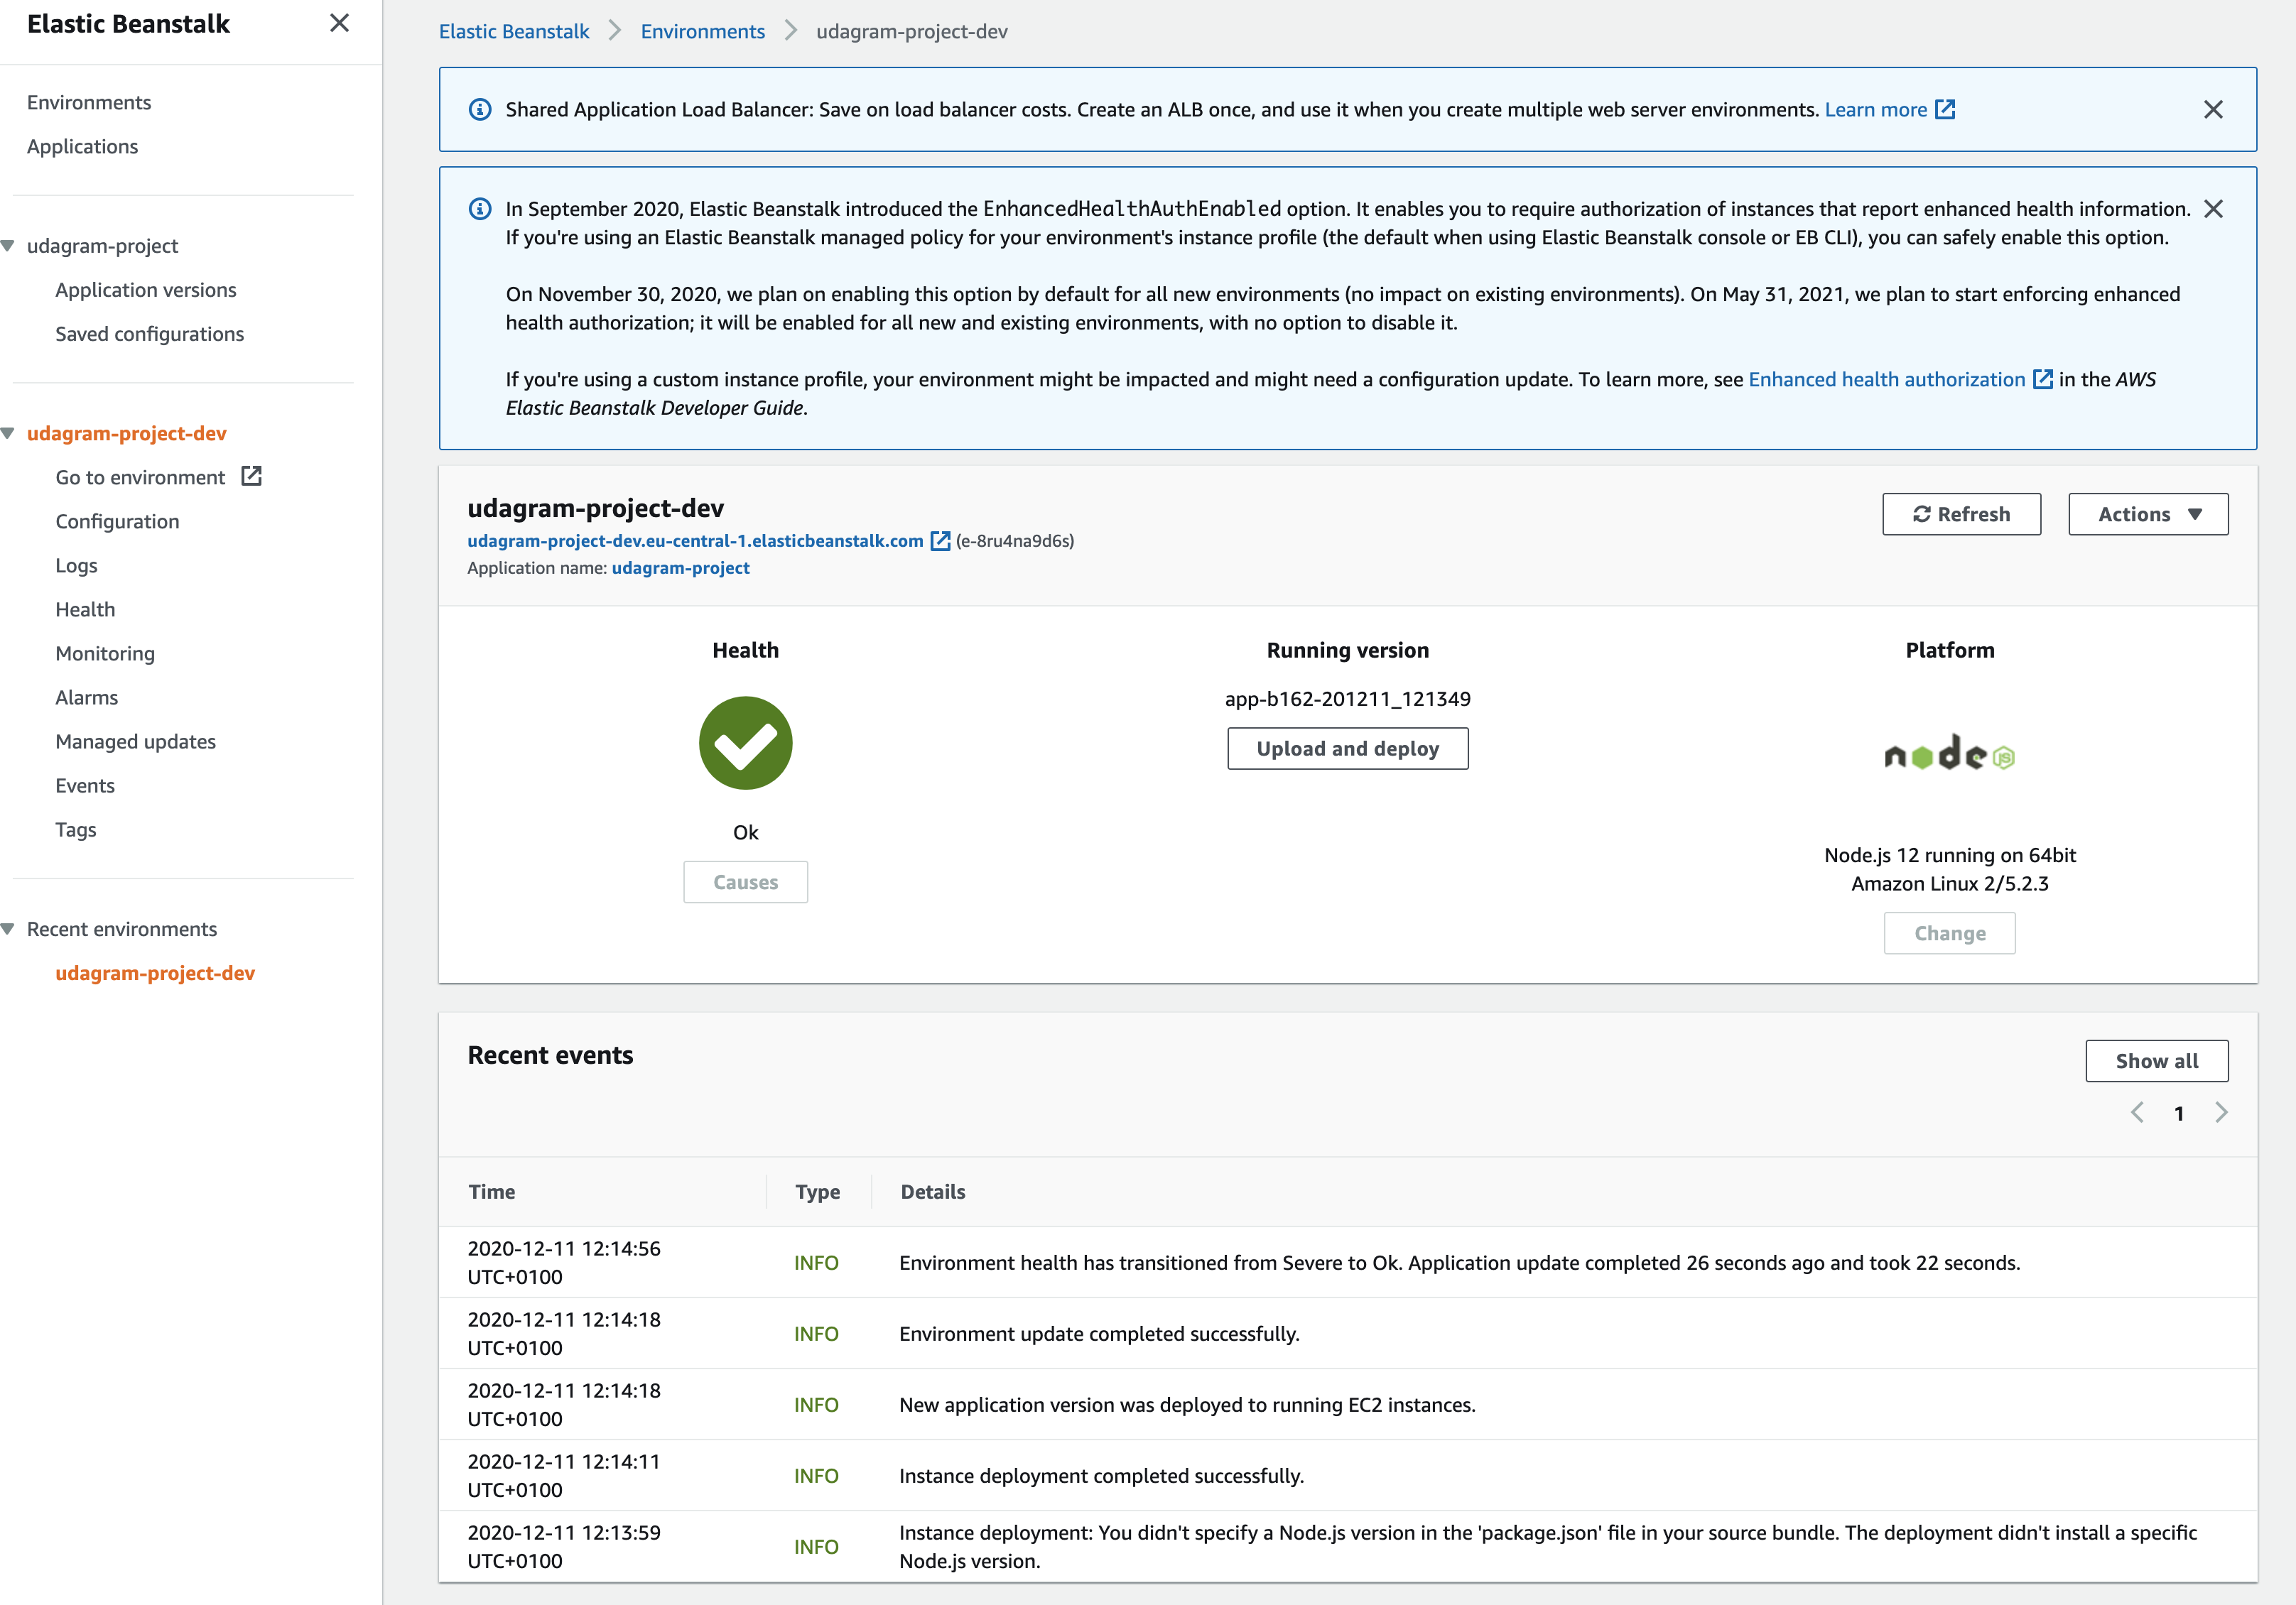 Elastic Beanstalk
Environments
Applications
udagram-project
Application versions
Saved configurations
udagram-project-dev
Go to environment
Configuration
Logs
Health
Monitoring
Alarms
Managed updates
Events
Tags
Recent environments
udagram-project-dev
Elastic Beanstalk > Environments > udagram-project-dev
Shared Application Load Balancer: Save on load balancer costs. Create an ALB once, and use it when you create multiple web server environments. Learn more
In September 2020, Elastic Beanstalk introduced the EnhancedHealthAuthEnabled option. It enables you to require authorization of instances that report enhanced health information.
If you're using an Elastic Beanstalk managed policy for your environment's instance profile (the default when using Elastic Beanstalk console or EB CLI), you can safely enable this option.
On November 30, 2020, we plan on enabling this option by default for all new environments (no impact on existing environments). On May 31, 2021, we plan to start enforcing enhanced
health authorization; it will be enabled for all new and existing environments, with no option to disable it.
If you're using a custom instance profile, your environment might be impacted and might need a configuration update. To learn more, see Enhanced health authorization in the AWS
Elastic Beanstalk Developer Guide.
udagram-project-dev
Refresh
Actions
udagram-project-dev.eu-central-1.elasticbeanstalk.com (e-8ru4na9d6s)
Application name: udagram-project
Health
Ok
Causes
Running version
app-b162-201211_121349
Upload and deploy
Platform
node JS
Node.js 12 running on 64bit
Amazon Linux 2/5.2.3
Change
Recent events
Show all
1
Time Type Details
2020-12-11 12:14:56
UTC+0100
INFO
Environment health has transitioned from Severe to Ok. Application update completed 26 seconds ago and took 22 seconds.
2020-12-11 12:14:18
UTC+0100
INFO
Environment update completed successfully.
2020-12-11 12:14:18
UTC+0100
INFO
New application version was deployed to running EC2 instances.
2020-12-11 12:14:11
UTC+0100
INFO
Instance deployment completed successfully.
2020-12-11 12:13:59
UTC+0100
INFO
Instance deployment: You didn't specify a Node.js version in the 'package.json' file in your source bundle. The deployment didn't install a specific
Node.js version.